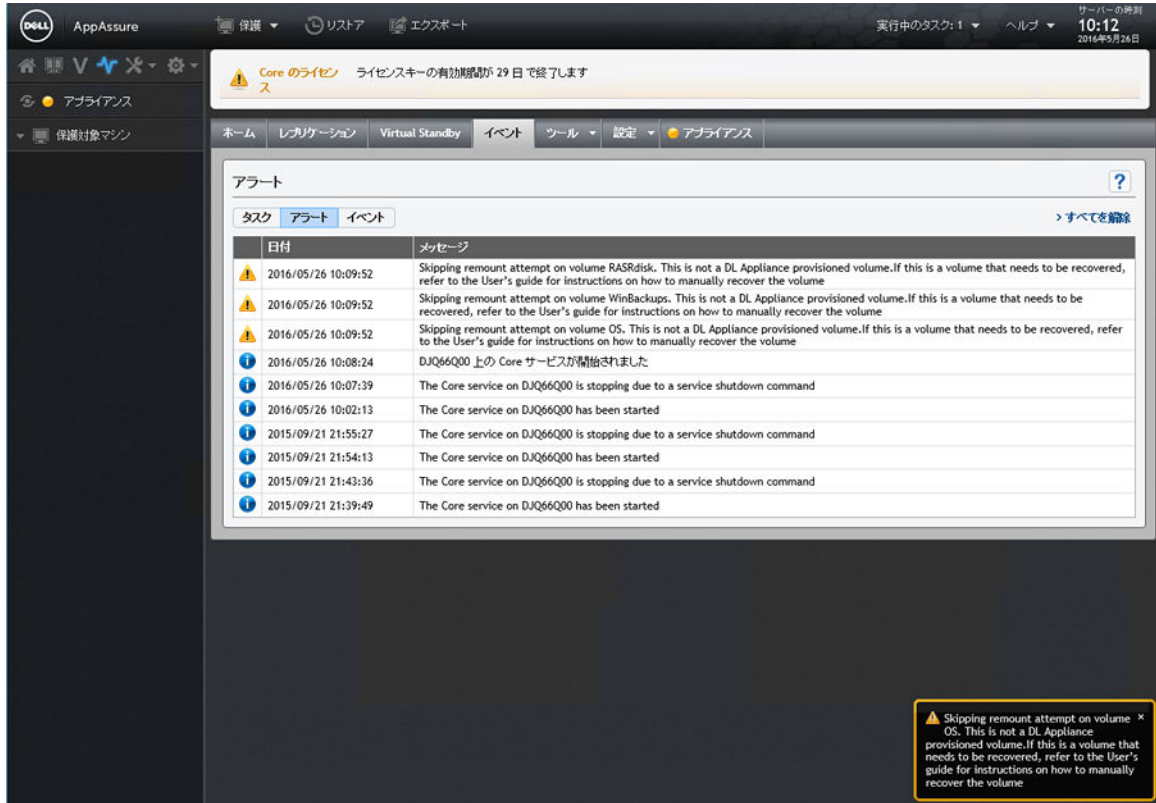 DELL AppAssure 保護 リストア エクスポート 実行中のタスク: 1 ヘルプ サーバーの時刻
10:12
2016年5月26日
V
アプライアンス
保護対象マシン
Core のライセン
ス
ライセンスキーの有効期間が 29 日 で終了します
ホーム レプリケーション Virtual Standby イベント ツール 設定 アプライアンス
アラート ?
タスク アラート イベント › すべてを解除
日付 メッセージ
2016/05/26 10:09:52 Skipping remount attempt on volume RASRdisk. This is not a DL Appliance provisioned volume.If this is a volume that needs to be recovered,
refer to the User's guide for instructions on how to manually recover the volume
2016/05/26 10:09:52 Skipping remount attempt on volume WinBackups. This is not a DL Appliance provisioned volume.If this is a volume that needs to be
recovered, refer to the User's guide for instructions on how to manually recover the volume
2016/05/26 10:09:52 Skipping remount attempt on volume OS. This is not a DL Appliance provisioned volume.If this is a volume that needs to be recovered, refer
to the User's guide for instructions on how to manually recover the volume
2016/05/26 10:08:24 DJQ66Q00 上の Core サービスが開始されました
2016/05/26 10:07:39 The Core service on DJQ66Q00 is stopping due to a service shutdown command
2016/05/26 10:02:13 The Core service on DJQ66Q00 has been started
2015/09/21 21:55:27 The Core service on DJQ66Q00 is stopping due to a service shutdown command
2015/09/21 21:54:13 The Core service on DJQ66Q00 has been started
2015/09/21 21:43:36 The Core service on DJQ66Q00 is stopping due to a service shutdown command
2015/09/21 21:39:49 The Core service on DJQ66Q00 has been started
Skipping remount attempt on volume ×
OS. This is not a DL Appliance
provisioned volume.If this is a volume that
needs to be recovered, refer to the User's
guide for instructions on how to manually
recover the volume